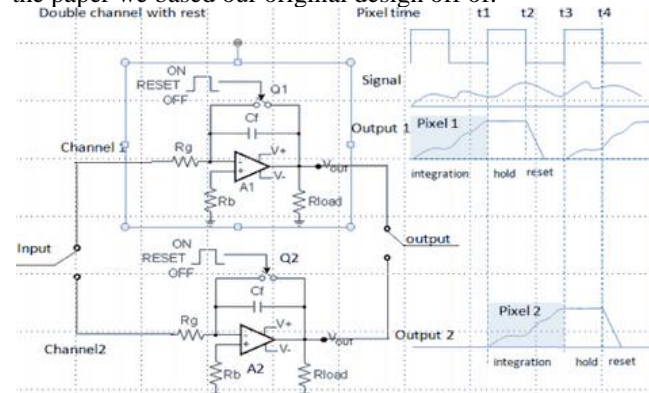 the paper we based our original design off of.
Double channel with rest
Pixel time
t1
t2
t3
t4
ON
RESET
OFF
Q1
Signal
Cf
Output 1
Pixel 1
Channel 1
Rg
V+
V-
A1
Vout
integration
hold
reset
Rb
Rload
ON
RESET
OFF
Q2
Input
output
Cf
Pixel 2
Rg
V+
V-
Vout
Output 2
Channel2
Rb
A2
Rload
integration
hold
reset